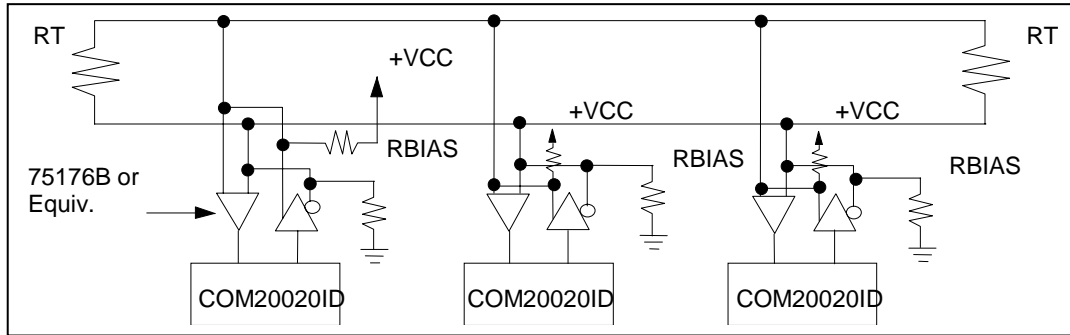 RT
RT
+VCC
+VCC
+VCC
RBIAS
RBIAS
RBIAS
75176B or
Equiv.
COM20020ID
COM20020ID
COM20020ID